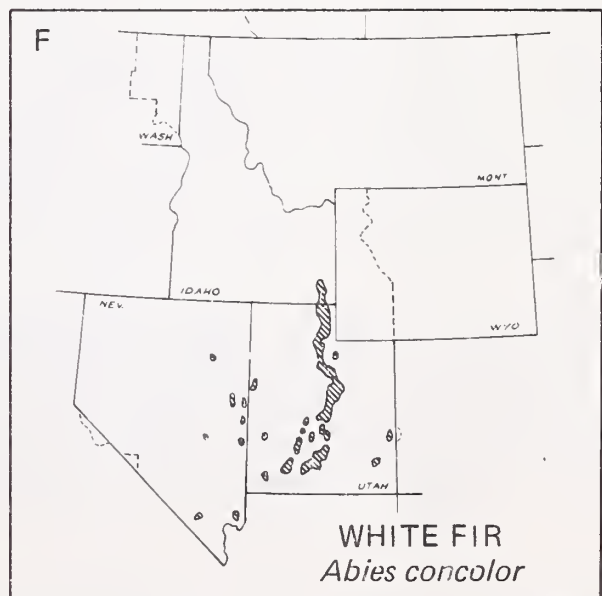 F
WASH
MONT
IDAHO
NEV.
WYO
UTAH
WHITE FIR
Abies concolor